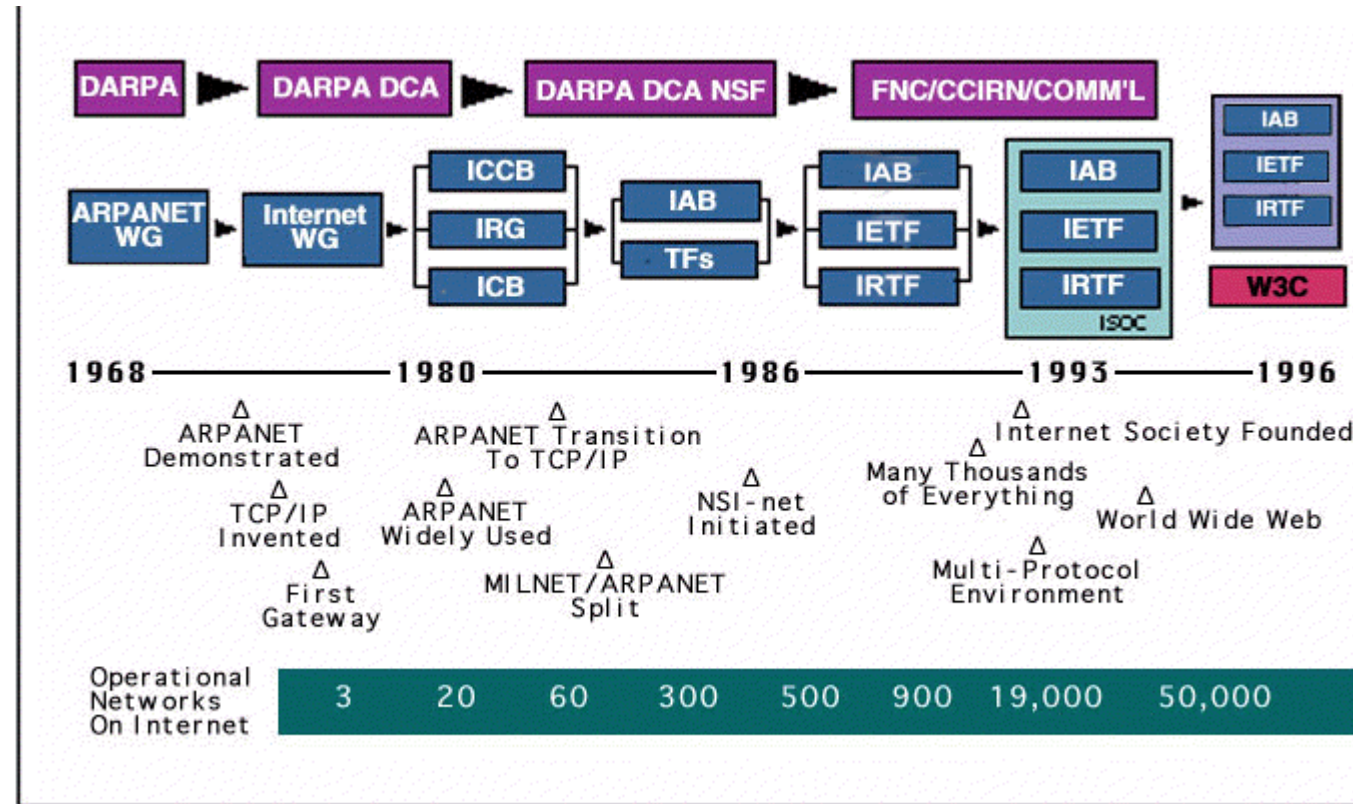 DARPA
DARPA DCA
DARPA DCA NSF
FNC/CCIRN/COMM'L
ARPANET
WG
Internet
WG
ICCB
IRG
ICB
IAB
TFs
IAB
IETF
IRTF
IAB
IETF
IRTF
ISOC
IAB
IETF
IRTF
W3C
1968
1980
1986
1993
1996
ARPANET
Demonstrated
TCP/IP
Invented
First
Gateway
ARPANET Transition
To TCP/IP
ARPANET
Widely Used
MILNET/ARPANET
Split
NSI-net
Initiated
Internet Society Founded
Many Thousands
of Everything
World Wide Web
Multi-Protocol
Environment
Operational
Networks
On Internet
3 20 60 300 500 900 19,000 50,000